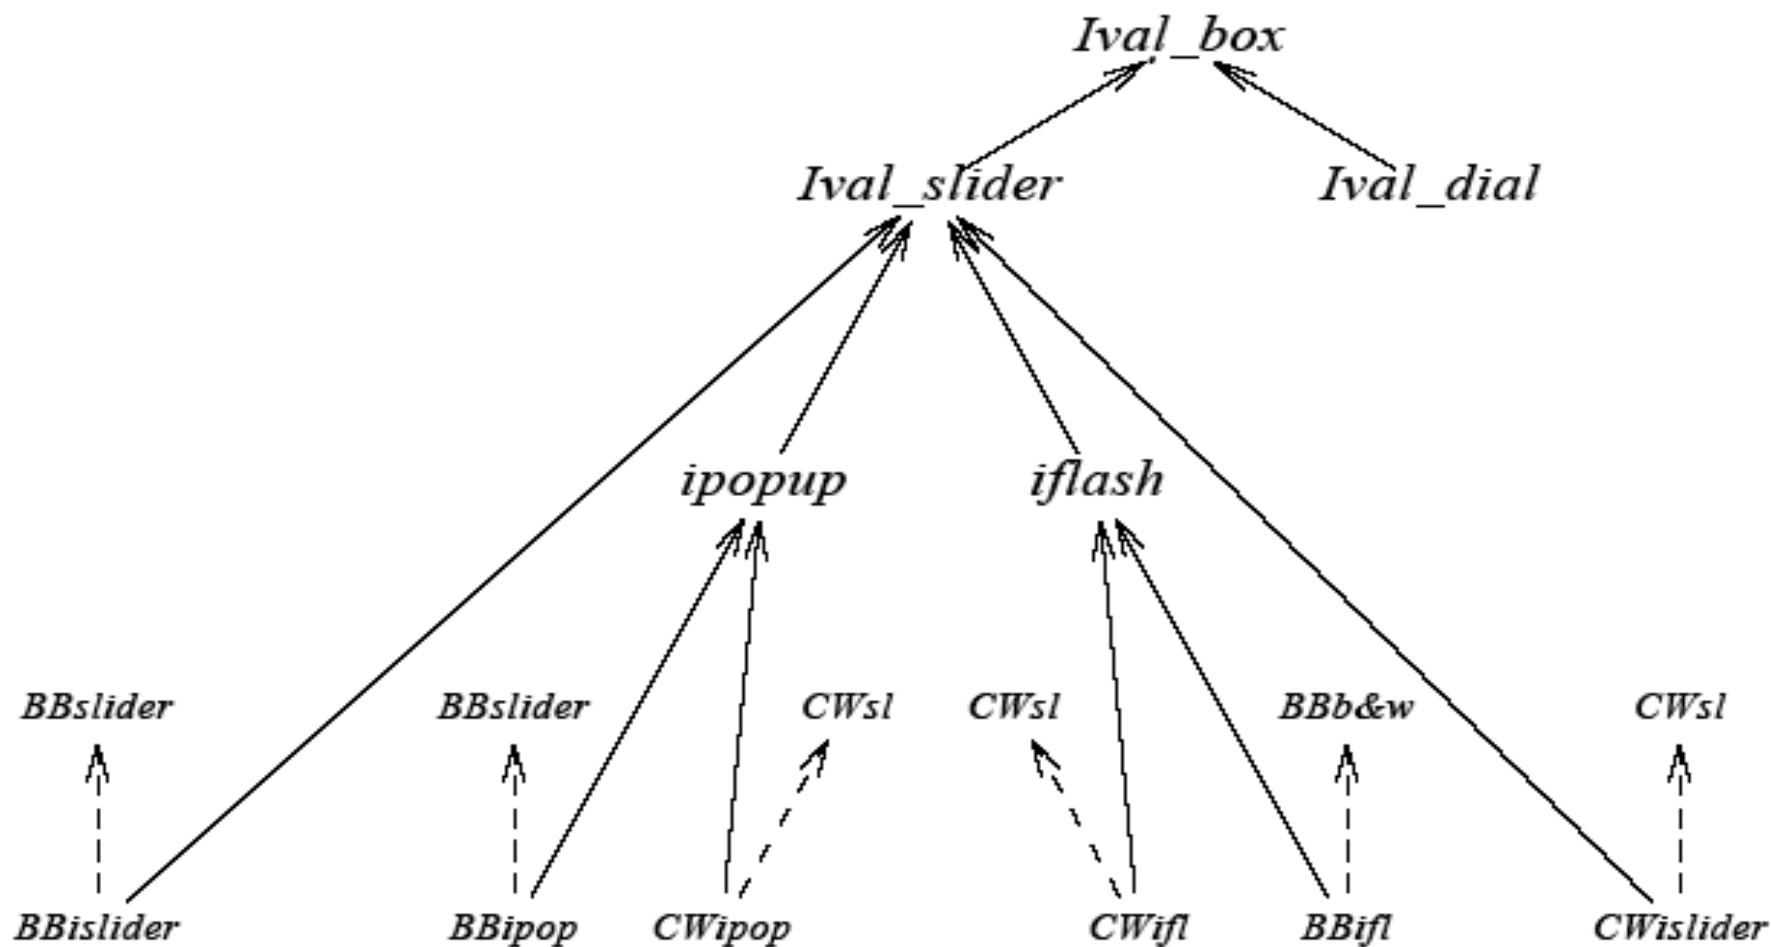 Ival_box
Ival_slider Ival_dial
ipopup iflash
BBslider BBslider CWsl CWsl BBb&w CWsl
BBislider BBipop CWipop CWifl BBifl CWislider